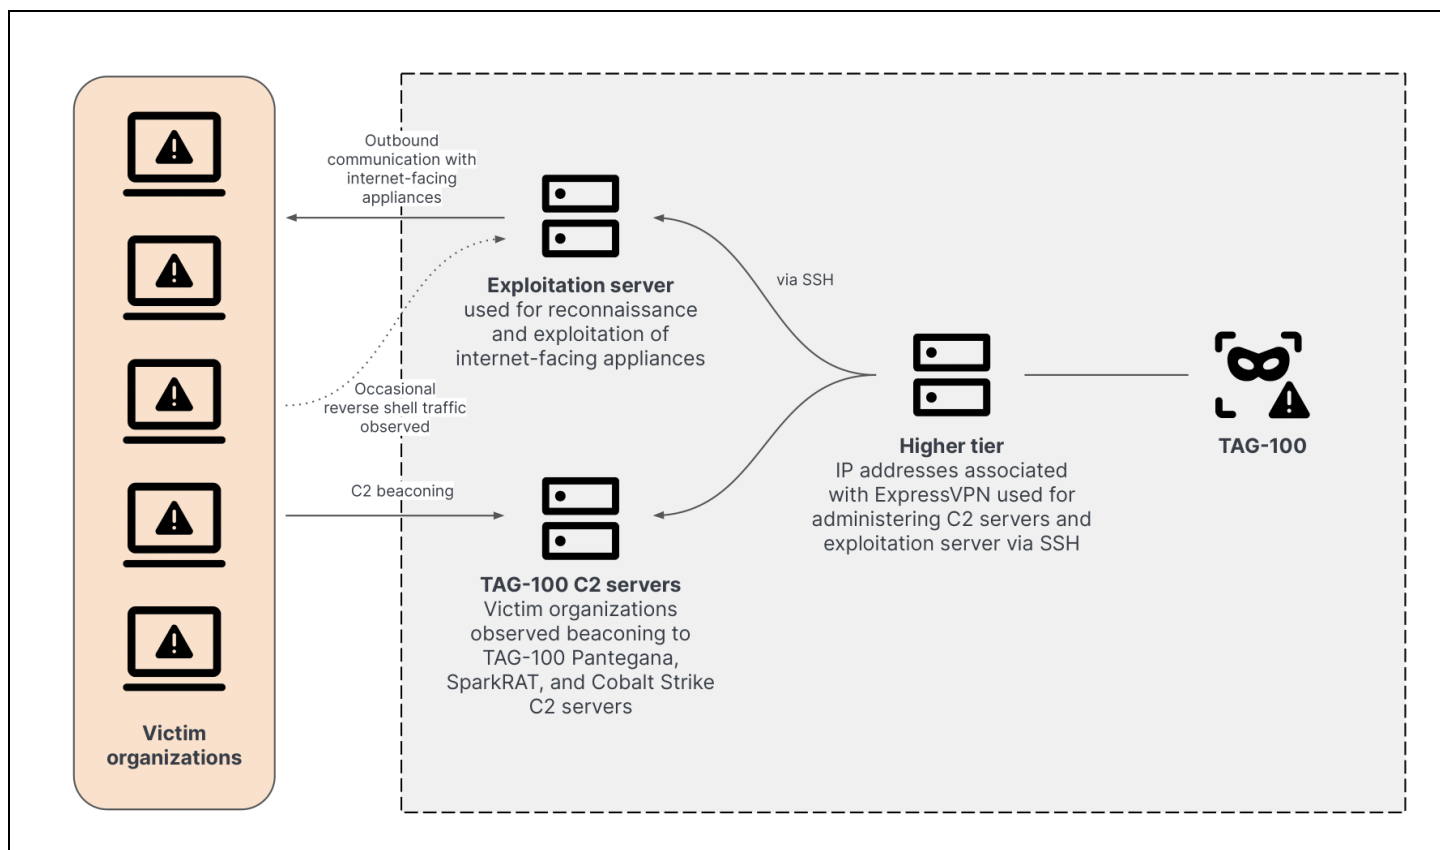 Outbound
communication with
internet-facing
appliances
Exploitation server
used for reconnaissance
and exploitation of
internet-facing appliances
via SSH
Occasional
reverse shell traffic
observed
Higher tier
IP addresses associated
with ExpressVPN used for
administering C2 servers and
exploitation server via SSH
TAG-100
C2 beaconing
TAG-100 C2 servers
Victim organizations
observed beaconing to
TAG-100 Pantegana,
SparkRAT, and Cobalt Strike
C2 servers
Victim
organizations